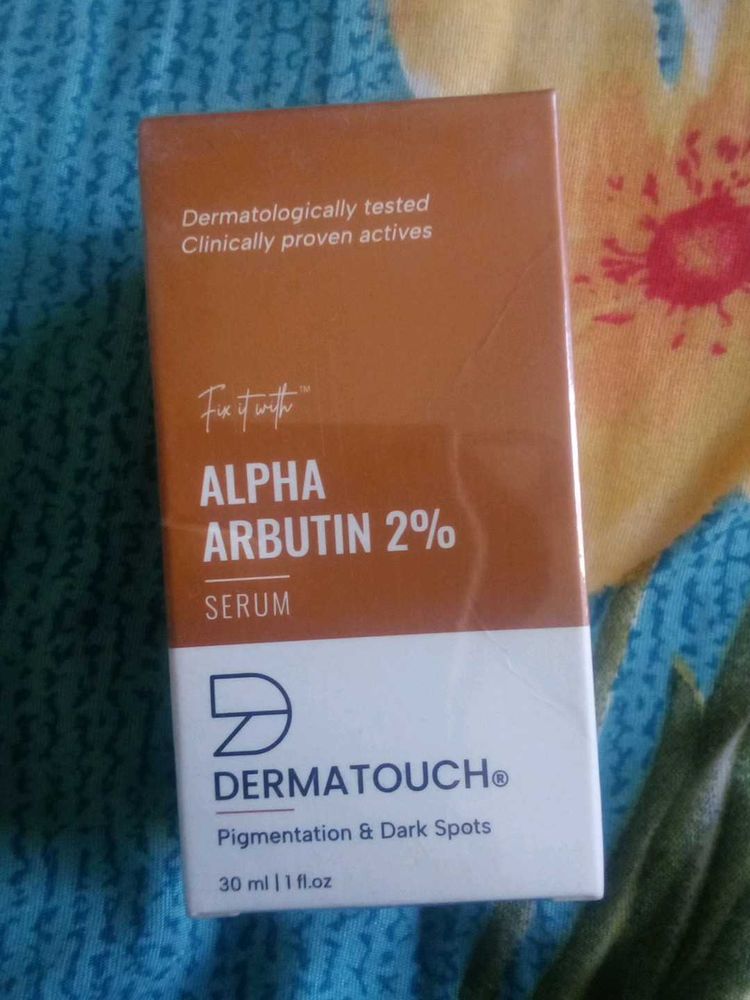 Dermatologically tested
Clinically proven actives
Fix it with™
ALPHA
ARBUTIN 2%
SERUM
DERMATOUCH®
Pigmentation & Dark Spots
30 ml | 1 fl.oz